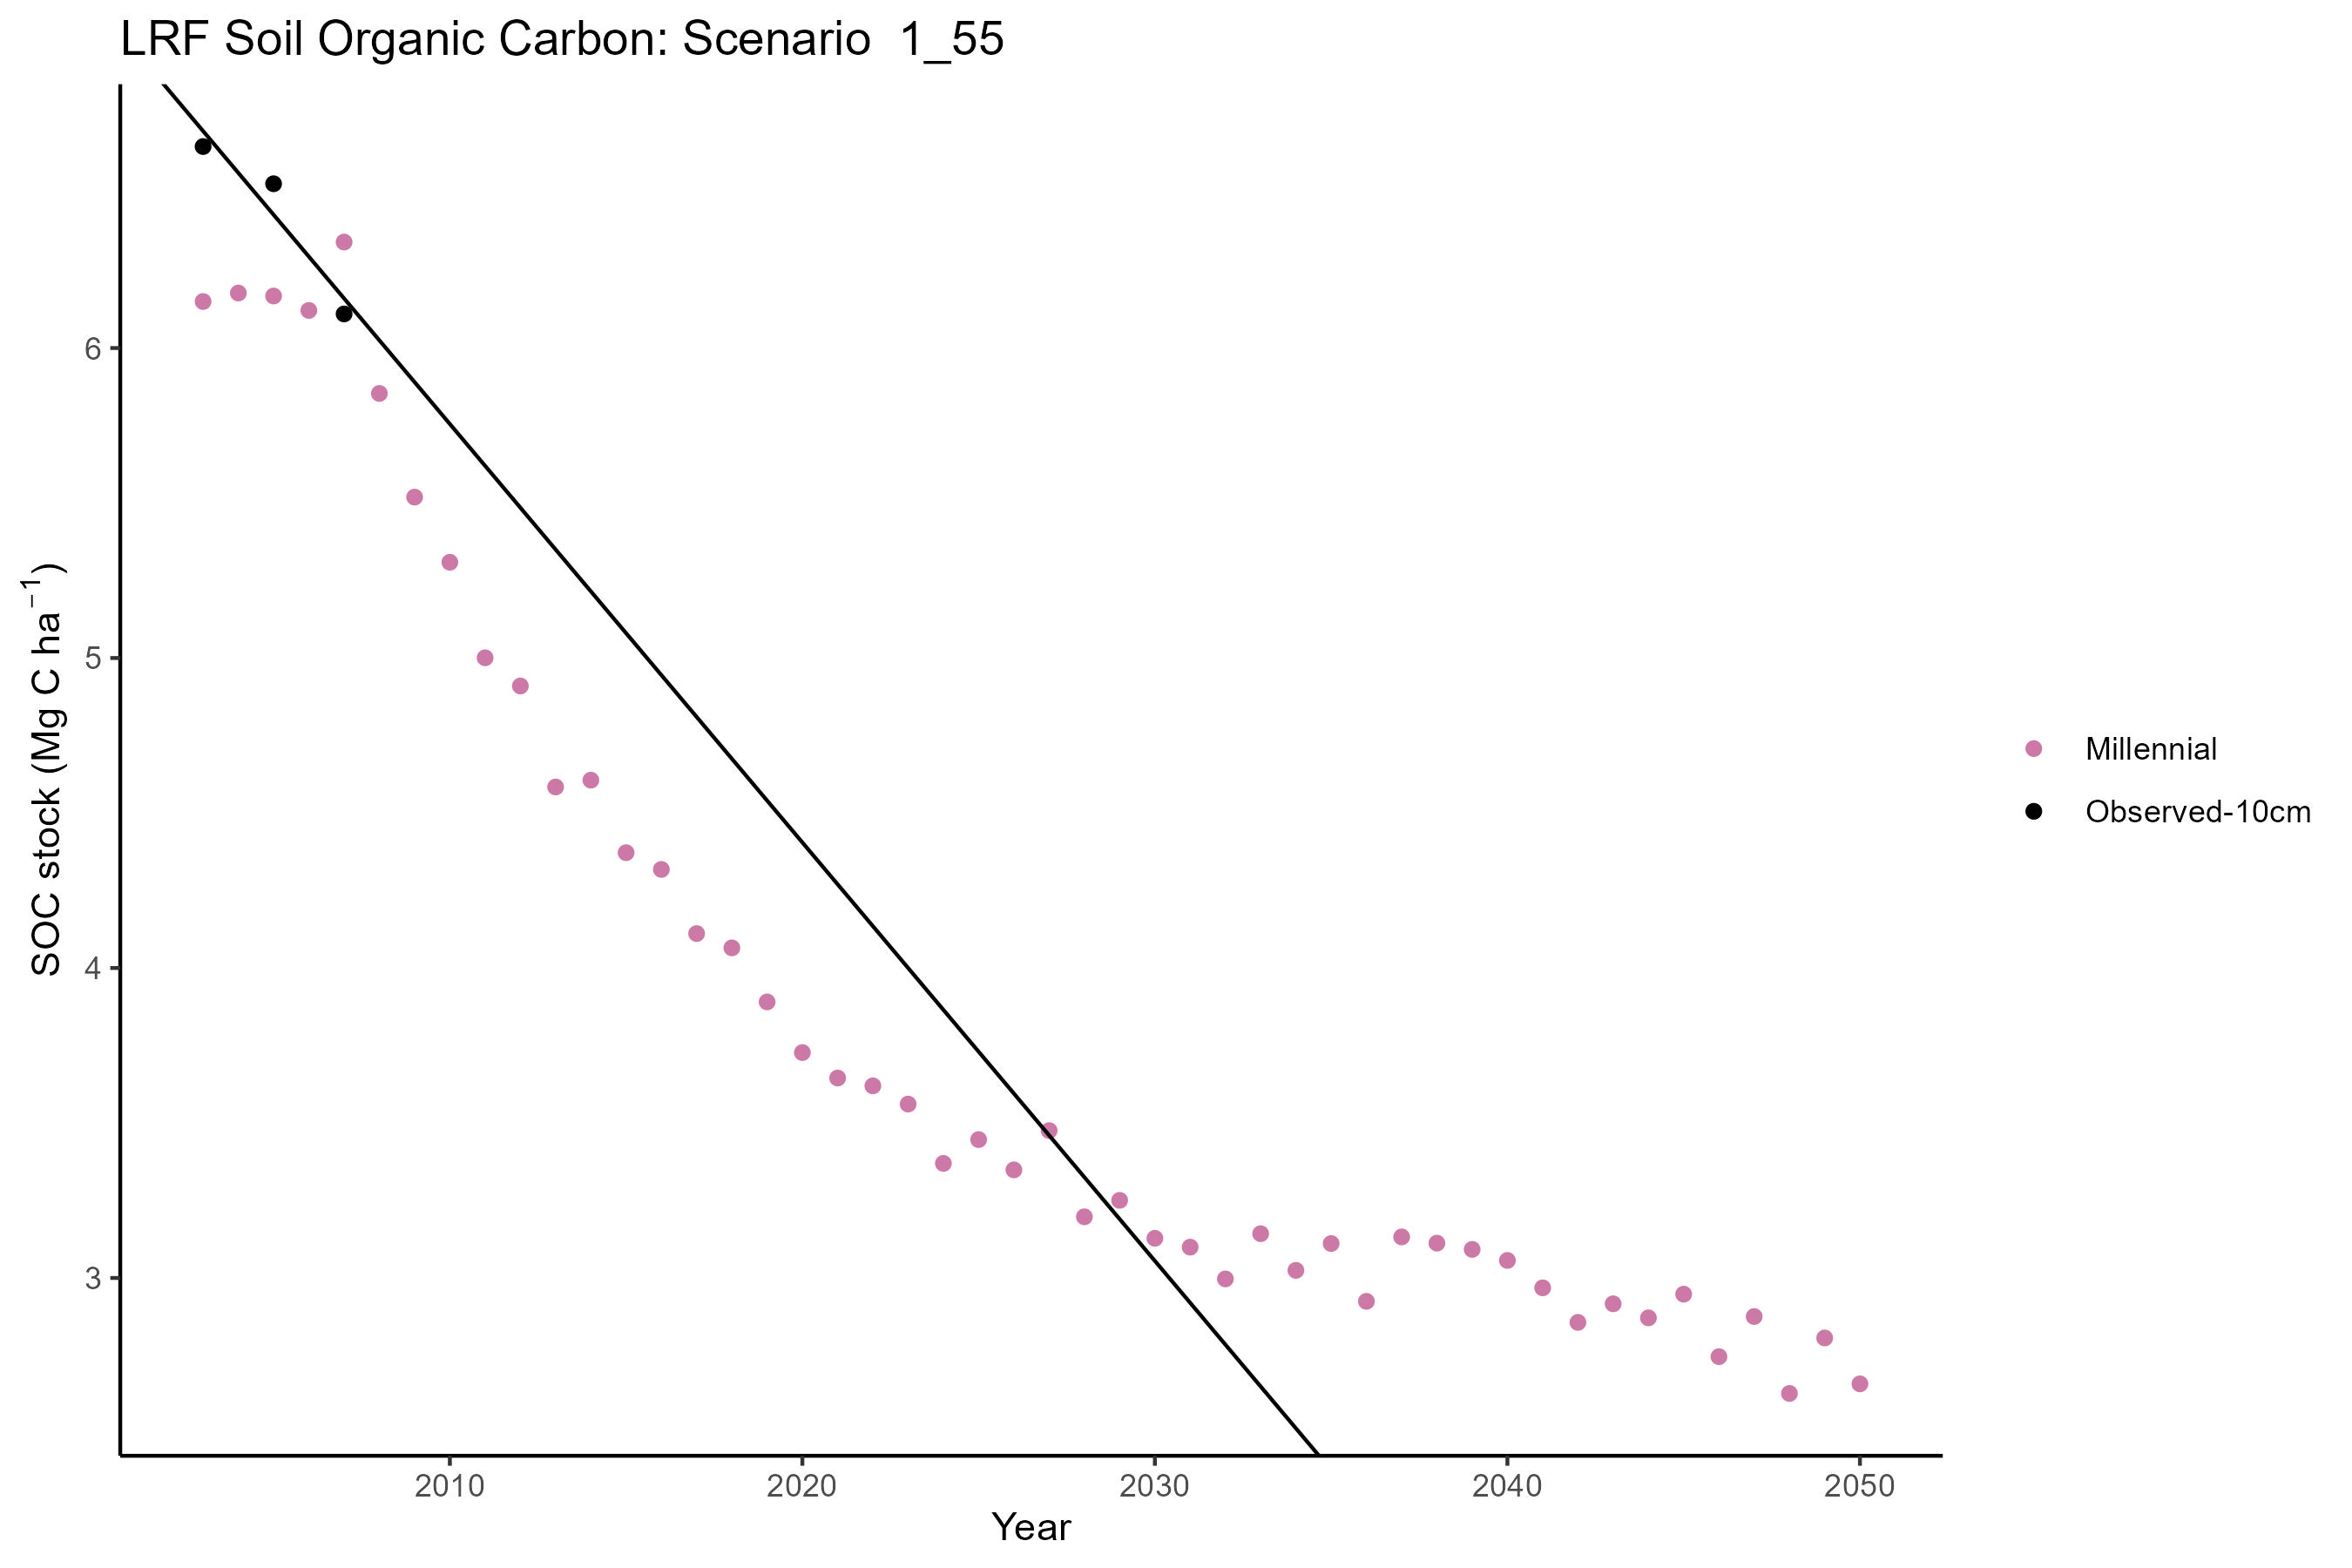 LRF Soil Organic Carbon: Scenario  1_55
SOC stock (Mg C ha⁻¹)
6
5
4
3
2010
2020
2030
2040
2050
Year
Millennial
Observed-10cm